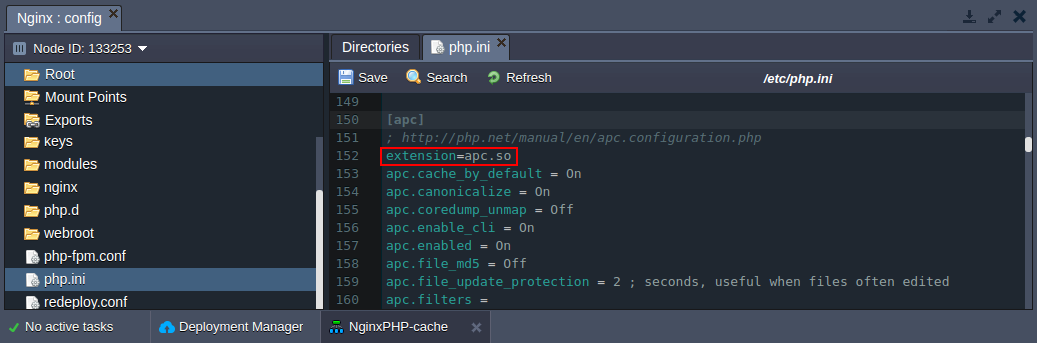 Nginx : config
Node ID: 133253
Root
Mount Points
Exports
keys
modules
nginx
php.d
webroot
php-fpm.conf
php.ini
redeploy.conf
Directories
php.ini
Save
Search
Refresh
/etc/php.ini
149
150 [apc]
151 ; http://php.net/manual/en/apc.configuration.php
152 extension=apc.so
153 apc.cache_by_default = On
154 apc.canonicalize = On
155 apc.coredump_unmap = Off
156 apc.enable_cli = On
157 apc.enabled = On
158 apc.file_md5 = Off
159 apc.file_update_protection = 2 ; seconds, useful when files often edited
160 apc.filters =
No active tasks
Deployment Manager
NginxPHP-cache